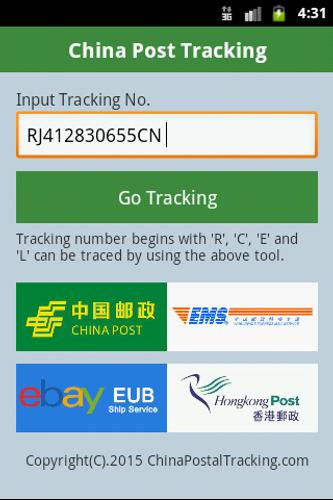 3G
4:31
China Post Tracking
Input Tracking No.
RJ412830655CN
Go Tracking
Tracking number begins with 'R', 'C', 'E' and
'L' can be traced by using the above tool.
中国邮政
CHINA POST
EMS
ebay EUB
Ship Service
Hongkong Post
香港郵政
Copyright(C).2015 ChinaPostalTracking.com